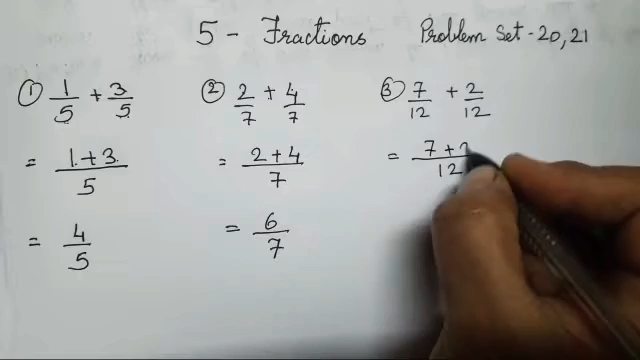 5 - Fractions Problem Set - 20, 21
① 1/5 + 3/5
= 1 + 3/5
= 4/5
② 2/7 + 4/7
= 2 + 4/7
= 6/7
③ 7/12 + 2/12
= 7 + 2/12